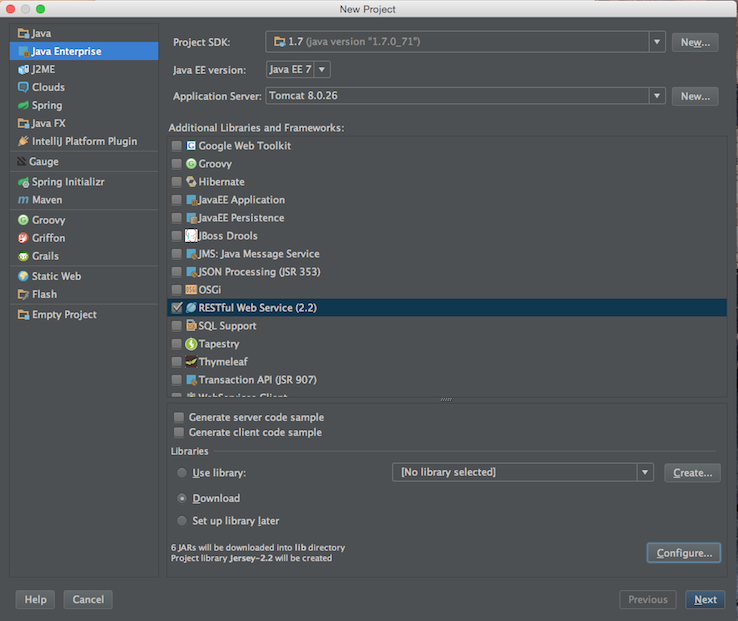 New Project
Java
Java Enterprise
J2ME
Clouds
Spring
Java FX
IntelliJ Platform Plugin
Gauge
Spring Initializr
Maven
Groovy
Griffon
Grails
Static Web
Flash
Empty Project
Project SDK: 1.7 (java version "1.7.0_71") New...
Java EE version: Java EE 7
Application Server: Tomcat 8.0.26 New...
Additional Libraries and Frameworks:
Google Web Toolkit
Groovy
Hibernate
JavaEE Application
JavaEE Persistence
JBoss Drools
JMS: Java Message Service
JSON Processing (JSR 353)
OSGi
RESTful Web Service (2.2)
SQL Support
Tapestry
Thymeleaf
Transaction API (JSR 907)
WebServices Client
Generate server code sample
Generate client code sample
Libraries
Use library: [No library selected] Create...
Download
Set up library later
6 JARs will be downloaded into lib directory
Project library Jersey-2.2 will be created
Configure...
Help Cancel Previous Next